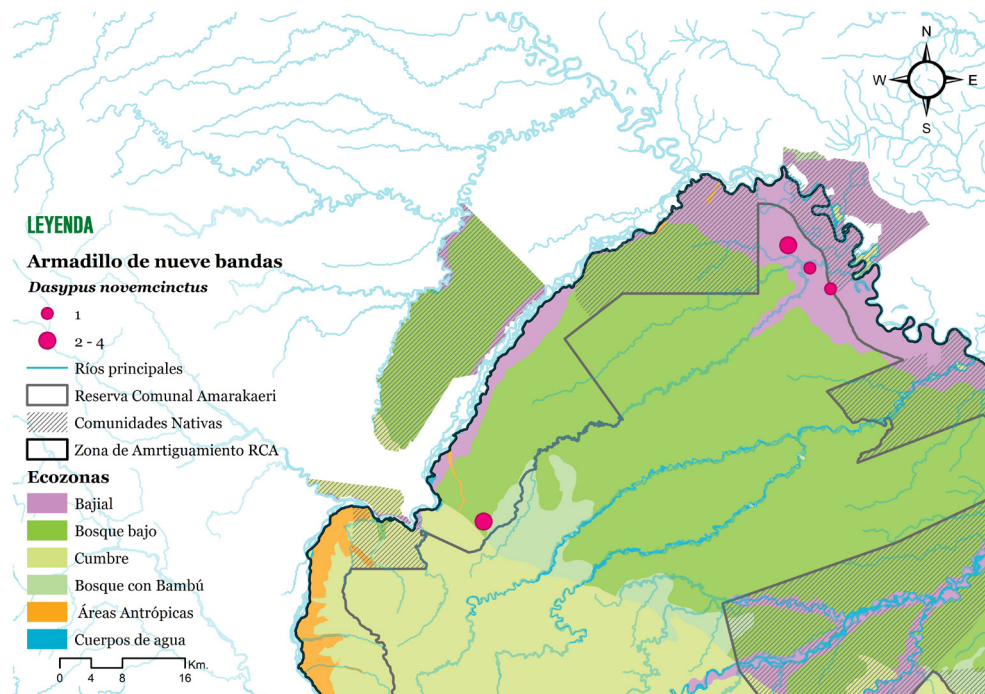 N
W E
S
LEYENDA
Armadillo de nueve bandas
Dasypus novemcinctus
1
2 - 4
Ríos principales
Reserva Comunal Amarakaeri
Comunidades Nativas
Zona de Amrtiguamiento RCA
Ecozonas
Bajial
Bosque bajo
Cumbre
Bosque con Bambú
Áreas Antrópicas
Cuerpos de agua
Km.
0 4 8 16